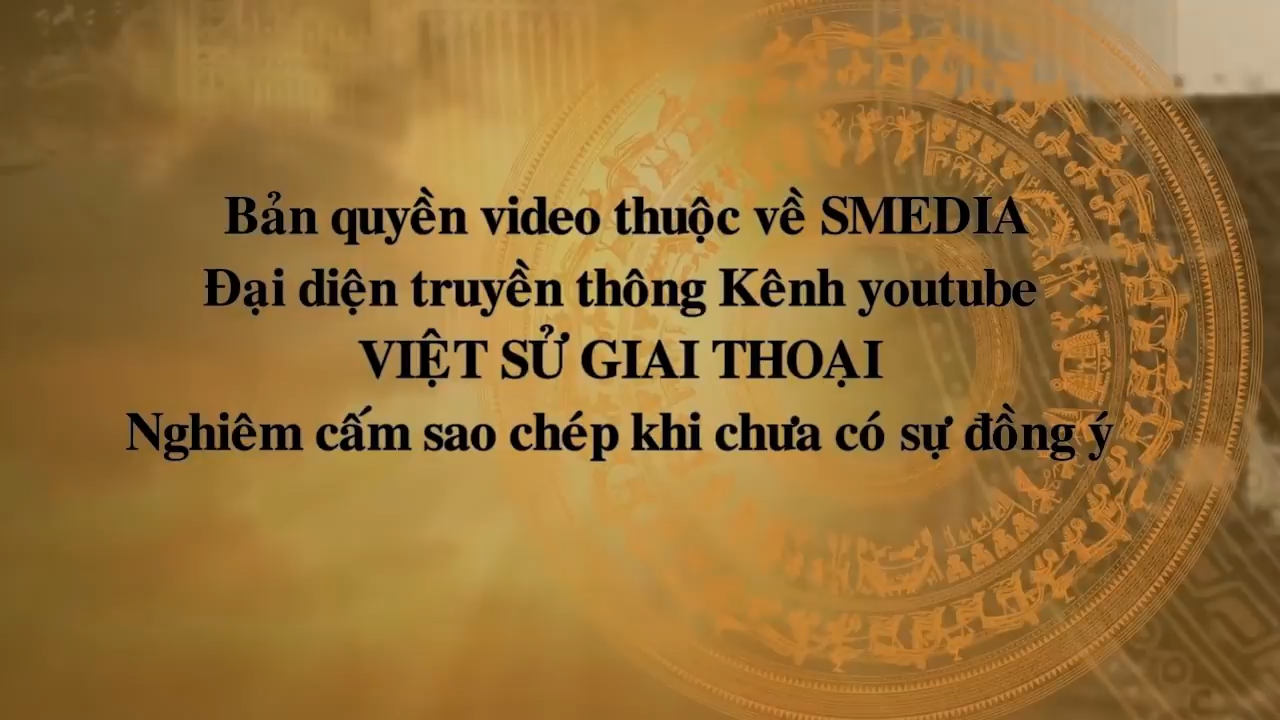 Bản quyền video thuộc về SMEDIA
Đại diện truyền thông Kênh youtube
VIỆT SỬ GIAI THOẠI
Nghiêm cấm sao chép khi chưa có sự đồng ý